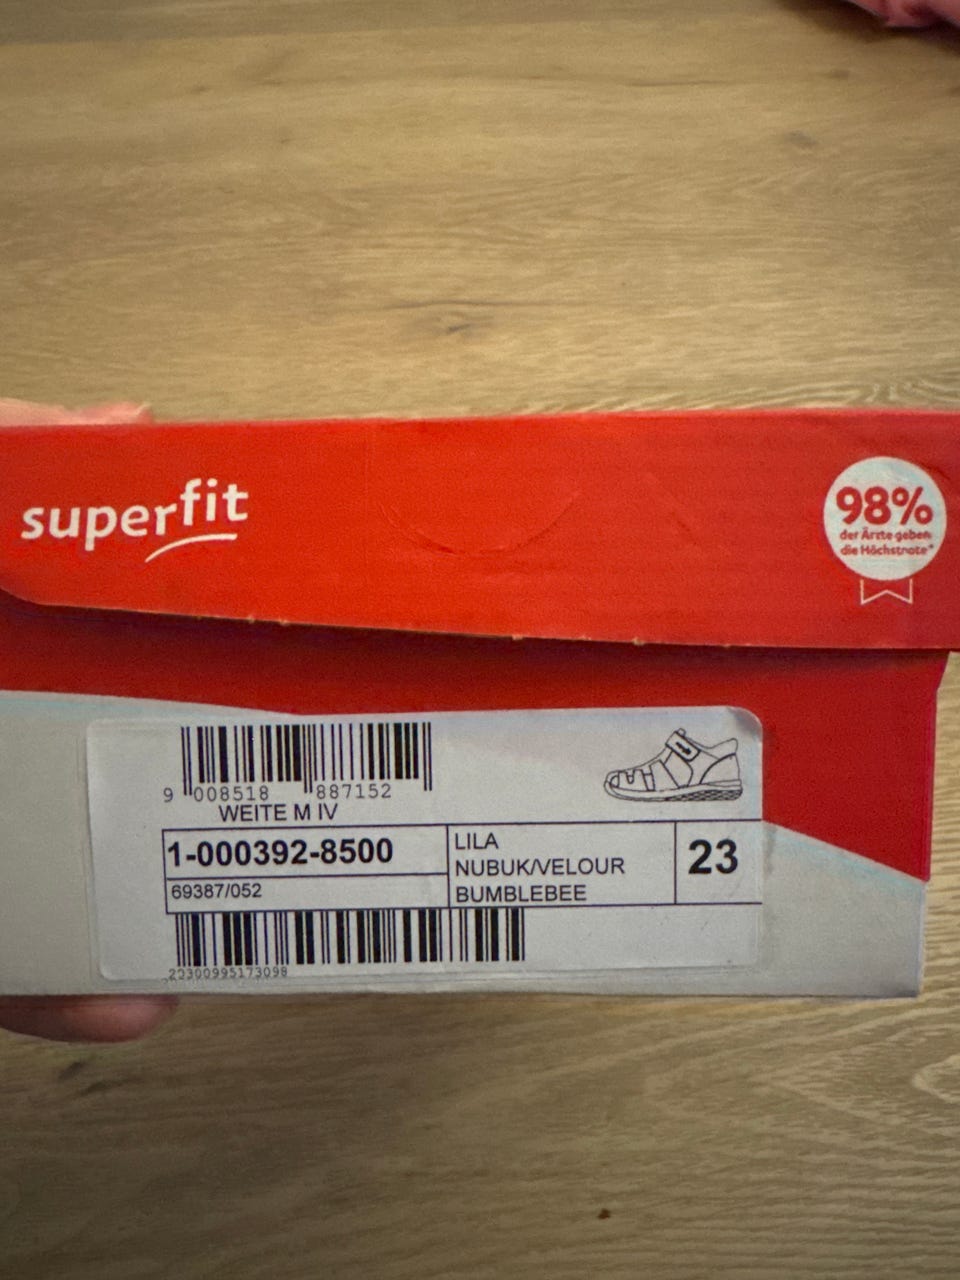 superfit
98%
der Ärzte geben
die Höchstnote*
9 008518 887152
WEITE M IV
1-000392-8500
69387/052
LILA
NUBUK/VELOUR
BUMBLEBEE
23
22300995173098